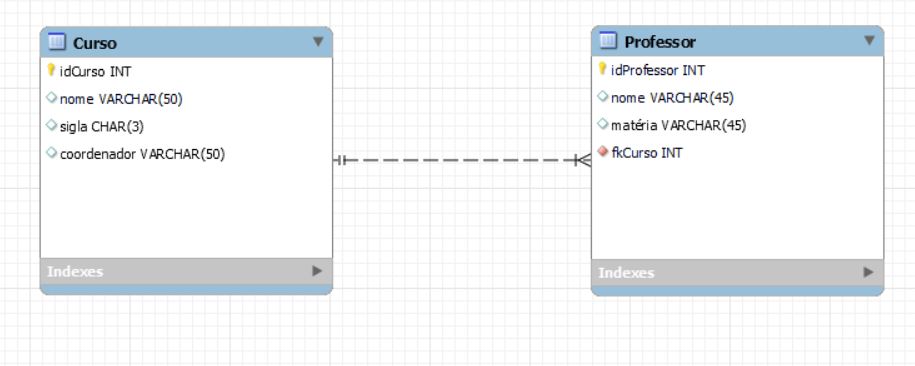 Curso
idCurso INT
nome VARCHAR(50)
sigla CHAR(3)
coordenador VARCHAR(50)
Indexes
Professor
idProfessor INT
nome VARCHAR(45)
matéria VARCHAR(45)
fkCurso INT
Indexes